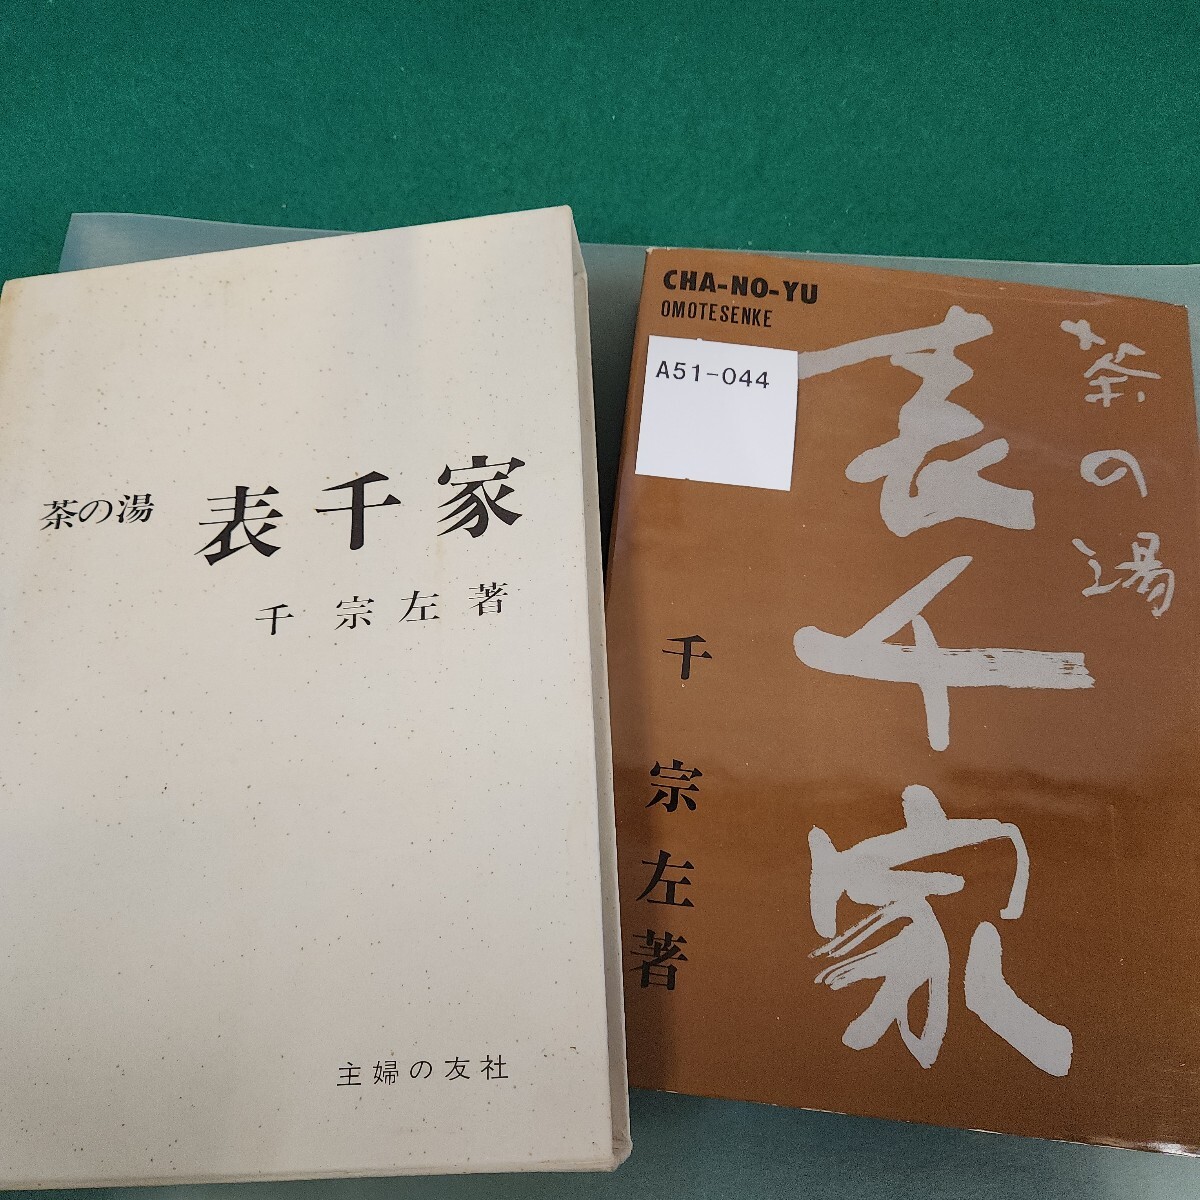 茶の湯 表千家
千 宗左 著
主婦の友社
CHA-NO-YU
OMOTESENKE
A51-044
茶の湯
表千家
千 宗左著